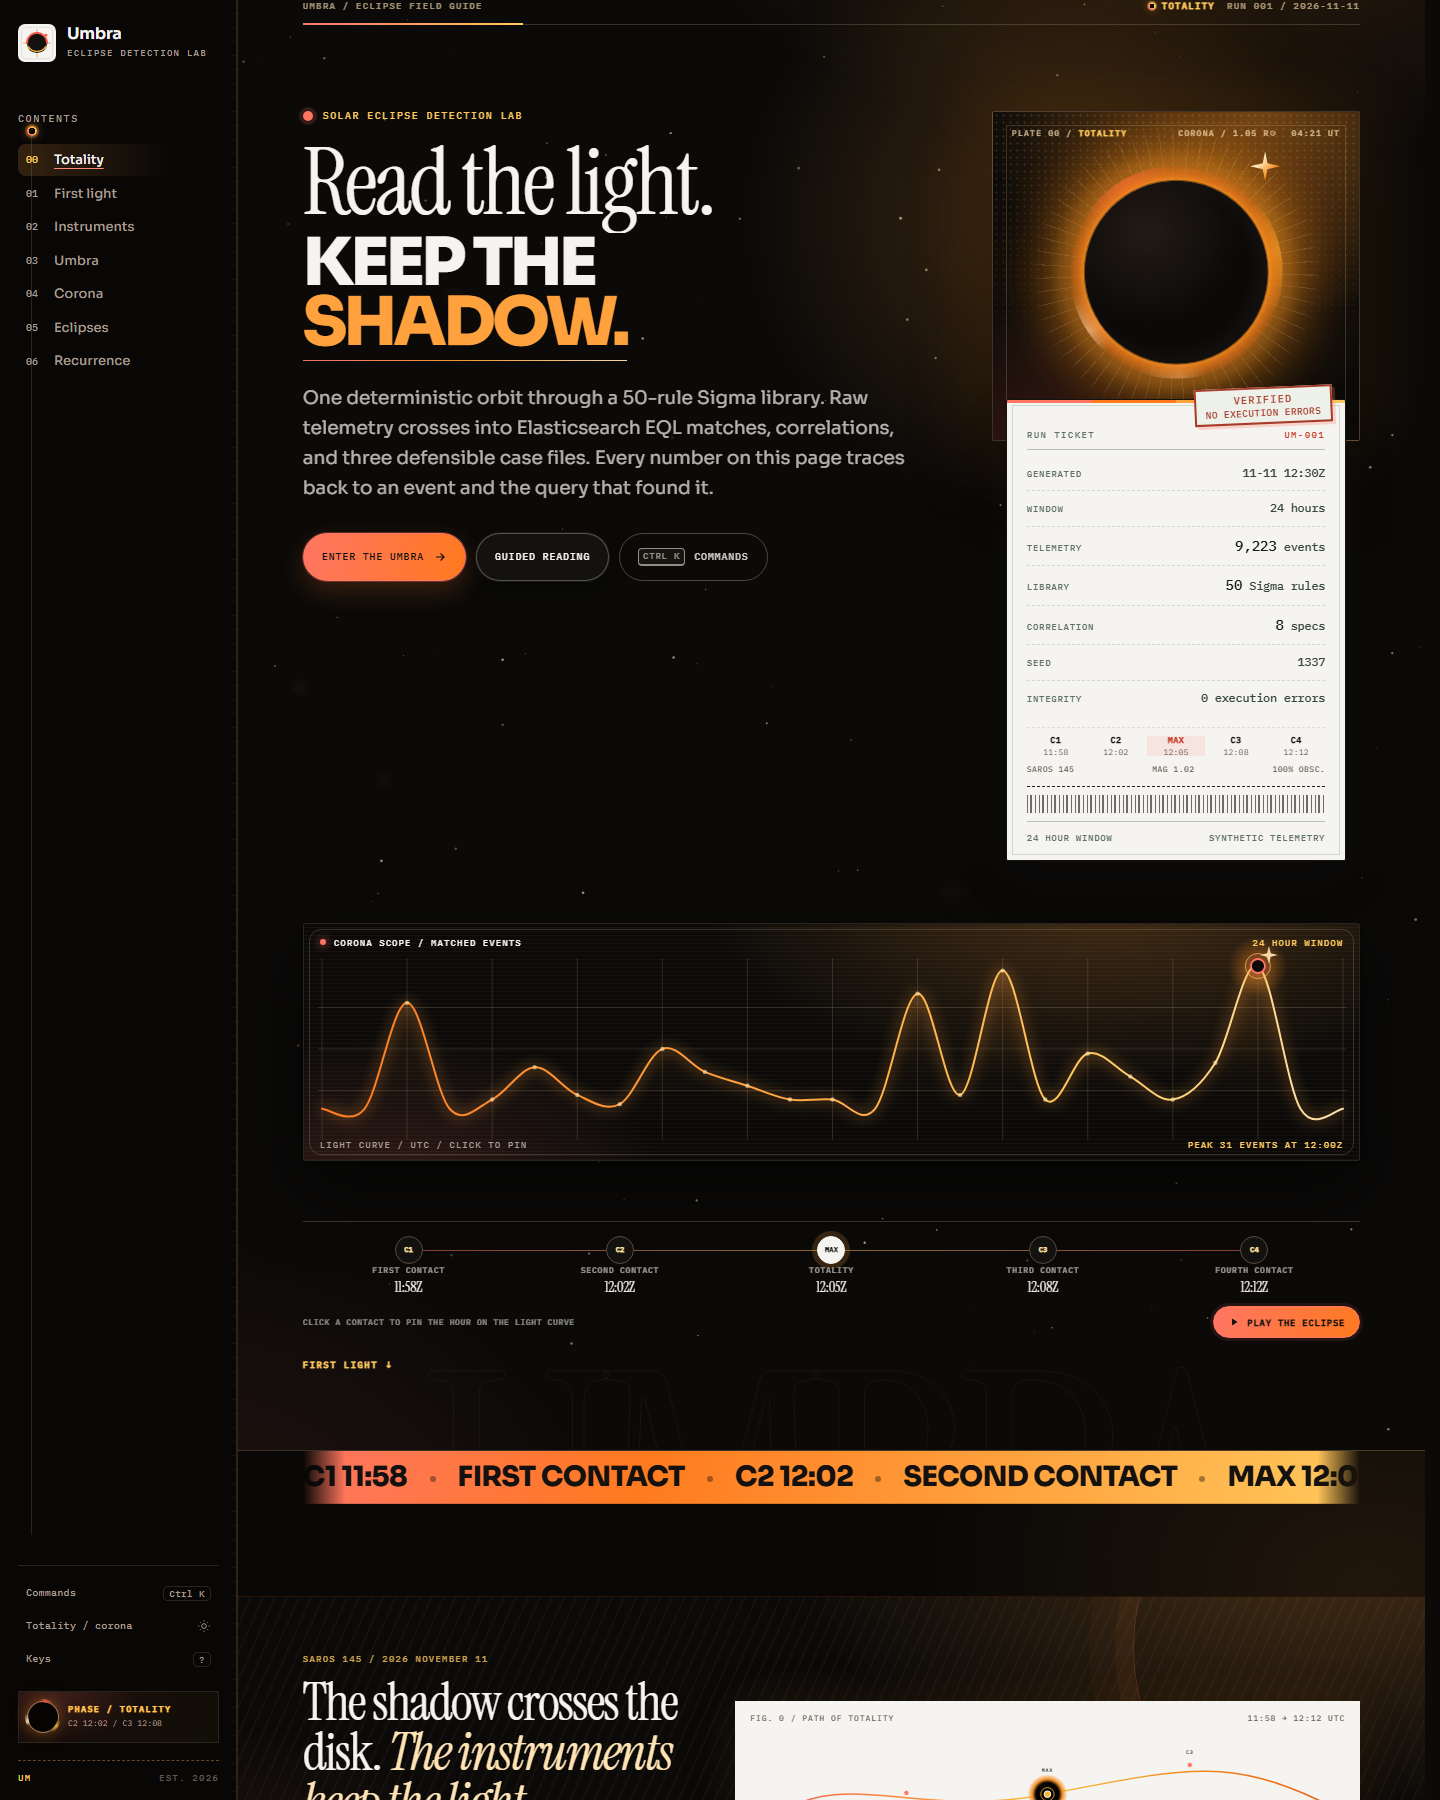 Umbra
ECLIPSE DETECTION LAB
CONTENTS
00 Totality
01 First light
02 Instruments
03 Umbra
04 Corona
05 Eclipses
06 Recurrence
Commands Ctrl K
Totality / corona
Keys ?
PHASE / TOTALITY
C2 12:02 / C3 12:08
UM EST. 2026
UMBRA / ECLIPSE FIELD GUIDE
TOTALITY RUN 001 / 2026-11-11
SOLAR ECLIPSE DETECTION LAB
Read the light.
KEEP THE
SHADOW.
One deterministic orbit through a 50-rule Sigma library. Raw
telemetry crosses into Elasticsearch EQL matches, correlations,
and three defensible case files. Every number on this page traces
back to an event and the query that found it.
ENTER THE UMBRA →
GUIDED READING
CTRL K COMMANDS
PLATE 00 / TOTALITY CORONA / 1.05 R⊙ 04:21 UT
VERIFIED
NO EXECUTION ERRORS
RUN TICKET UM-001
GENERATED 11-11 12:30Z
WINDOW 24 hours
TELEMETRY 9,223 events
LIBRARY 50 Sigma rules
CORRELATION 8 specs
SEED 1337
INTEGRITY 0 execution errors
C1 C2 MAX C3 C4
11:58 12:02 12:05 12:08 12:12
SAROS 145 MAG 1.02 100% OBSC.
24 HOUR WINDOW SYNTHETIC TELEMETRY
CORONA SCOPE / MATCHED EVENTS 24 HOUR WINDOW
LIGHT CURVE / UTC / CLICK TO PIN PEAK 31 EVENTS AT 12:00Z
C1 C2 MAX C3 C4
FIRST CONTACT SECOND CONTACT TOTALITY THIRD CONTACT FOURTH CONTACT
11:58Z 12:02Z 12:05Z 12:08Z 12:12Z
CLICK A CONTACT TO PIN THE HOUR ON THE LIGHT CURVE
PLAY THE ECLIPSE
FIRST LIGHT ↓
UMBRA
C1 11:58 • FIRST CONTACT • C2 12:02 • SECOND CONTACT • MAX 12:0
SAROS 145 / 2026 NOVEMBER 11
The shadow crosses the
disk. The instruments
keep the light.
FIG. 0 / PATH OF TOTALITY 11:58 → 12:12 UTC
C3
MAX